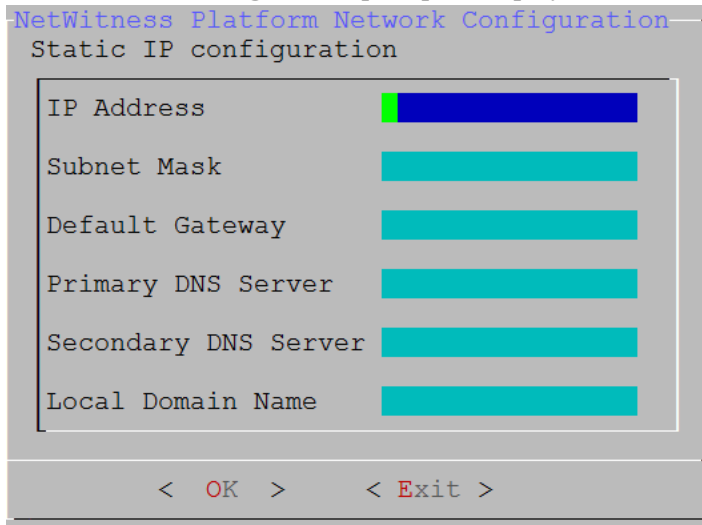 NetWitness Platform Network Configuration
Static IP configuration
IP Address
Subnet Mask
Default Gateway
Primary DNS Server
Secondary DNS Server
Local Domain Name
< OK > < Exit >